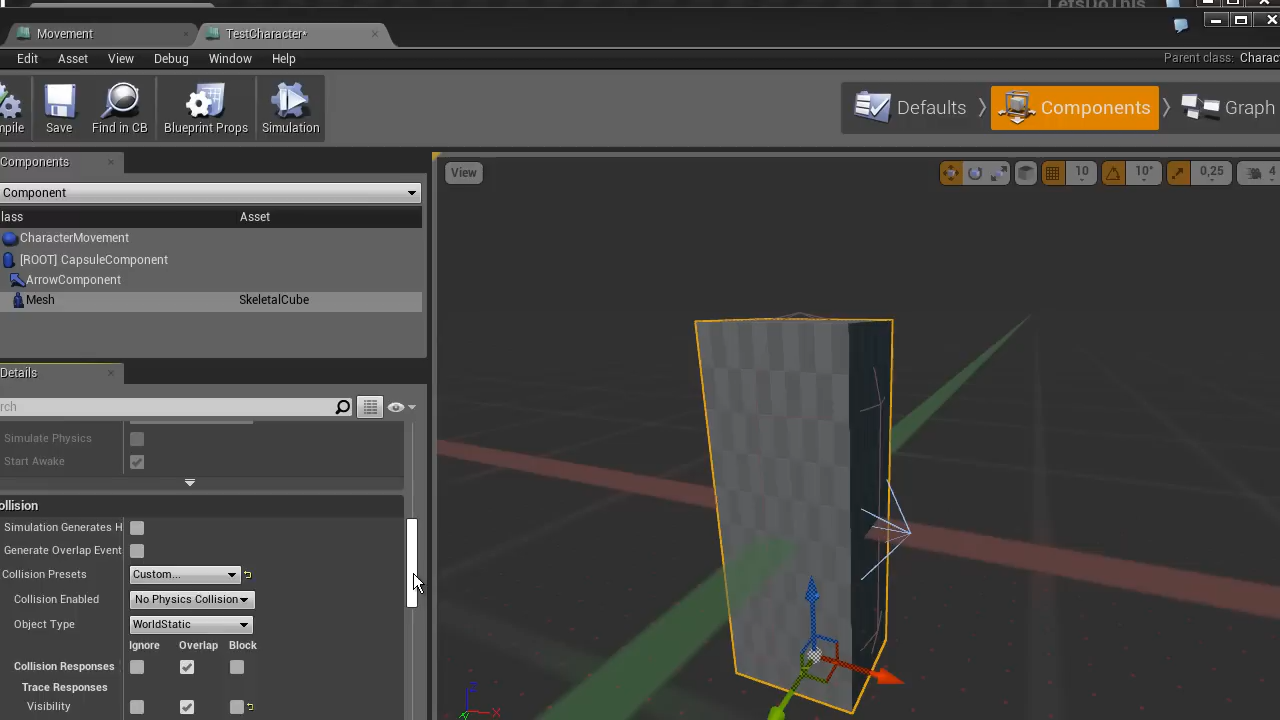 LetsDoThis
Movement
TestCharacter*
Edit Asset View Debug Window Help
Parent class: Charac
mpile
Save
Find in CB
Blueprint Props
Simulation
Defaults
Components
Graph
Components
Component
lass Asset
CharacterMovement
[ROOT] CapsuleComponent
ArrowComponent
Mesh SkeletalCube
Details
rch
Simulate Physics
Start Awake
ollision
Simulation Generates H
Generate Overlap Event
Collision Presets Custom...
Collision Enabled No Physics Collision
Object Type WorldStatic
Ignore Overlap Block
Collision Responses
Trace Responses
Visibility
View
10 10° 0,25 4
Z
X